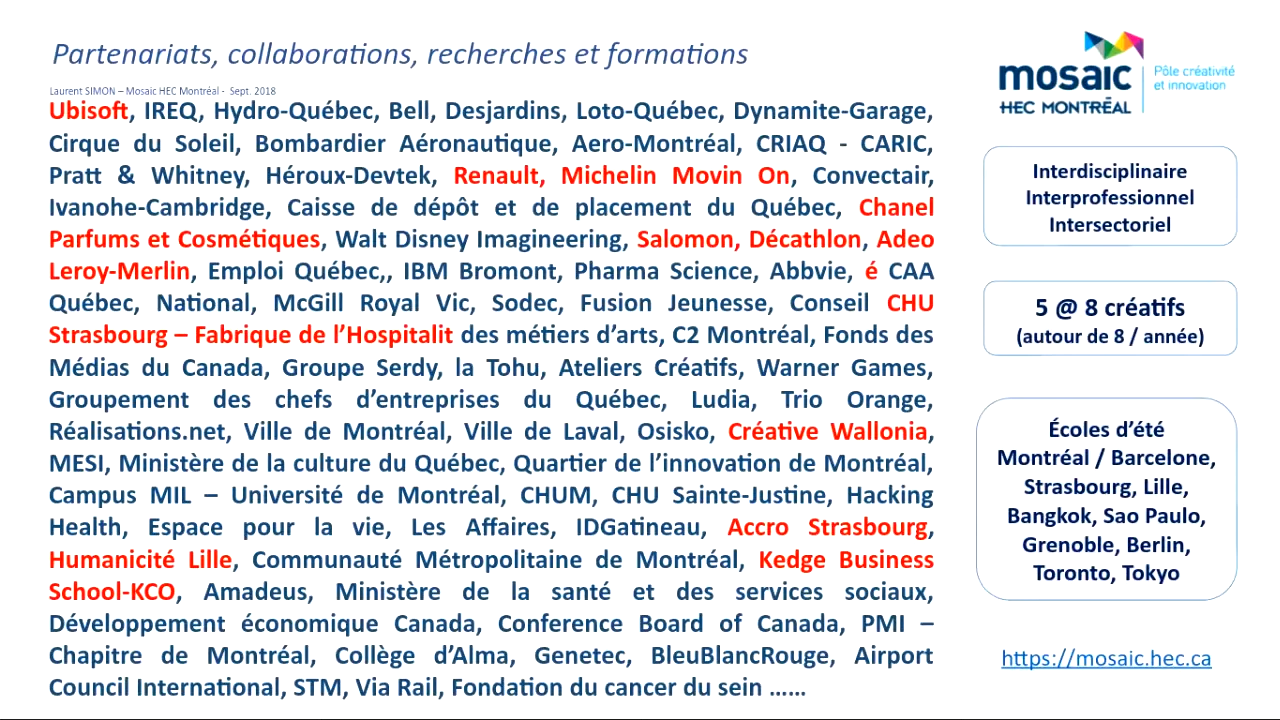 Partenariats, collaborations, recherches et formations
Laurent SIMON – Mosaic HEC Montréal - Sept. 2018
Ubisoft, IREQ, Hydro-Québec, Bell, Desjardins, Loto-Québec, Dynamite-Garage,
Cirque du Soleil, Bombardier Aéronautique, Aero-Montréal, CRIAQ - CARIC,
Pratt & Whitney, Héroux-Devtek, Renault, Michelin Movin On, Convectair,
Ivanohe-Cambridge, Caisse de dépôt et de placement du Québec, Chanel
Parfums et Cosmétiques, Walt Disney Imagineering, Salomon, Décathlon, Adeo
Leroy-Merlin, Emploi Québec,, IBM Bromont, Pharma Science, Abbvie, é CAA
Québec, National, McGill Royal Vic, Sodec, Fusion Jeunesse, Conseil CHU
Strasbourg – Fabrique de l’Hospitalit des métiers d’arts, C2 Montréal, Fonds des
Médias du Canada, Groupe Serdy, la Tohu, Ateliers Créatifs, Warner Games,
Groupement des chefs d’entreprises du Québec, Ludia, Trio Orange,
Réalisations.net, Ville de Montréal, Ville de Laval, Osisko, Créative Wallonia,
MESI, Ministère de la culture du Québec, Quartier de l’innovation de Montréal,
Campus MIL – Université de Montréal, CHUM, CHU Sainte-Justine, Hacking
Health, Espace pour la vie, Les Affaires, IDGatineau, Accro Strasbourg,
Humanicité Lille, Communauté Métropolitaine de Montréal, Kedge Business
School-KCO, Amadeus, Ministère de la santé et des services sociaux,
Développement économique Canada, Conference Board of Canada, PMI –
Chapitre de Montréal, Collège d’Alma, Genetec, BleuBlancRouge, Airport
Council International, STM, Via Rail, Fondation du cancer du sein ……
mosaic
HEC MONTRÉAL
Pôle créativité
et innovation
Interdisciplinaire
Interprofessionnel
Intersectoriel
5 @ 8 créatifs
(autour de 8 / année)
Écoles d’été
Montréal / Barcelone,
Strasbourg, Lille,
Bangkok, Sao Paulo,
Grenoble, Berlin,
Toronto, Tokyo
https://mosaic.hec.ca